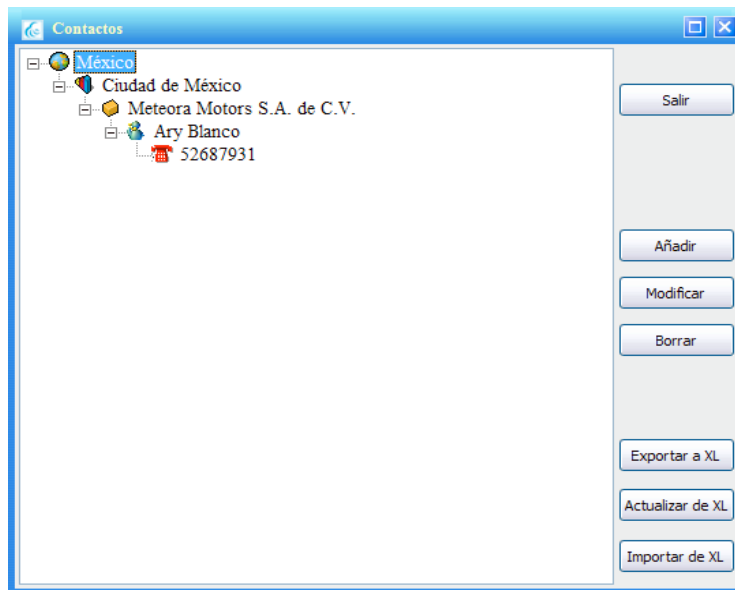 Contactos
México
Ciudad de México
Meteora Motors S.A. de C.V.
Ary Blanco
52687931
Salir
Añadir
Modificar
Borrar
Exportar a XL
Actualizar de XL
Importar de XL